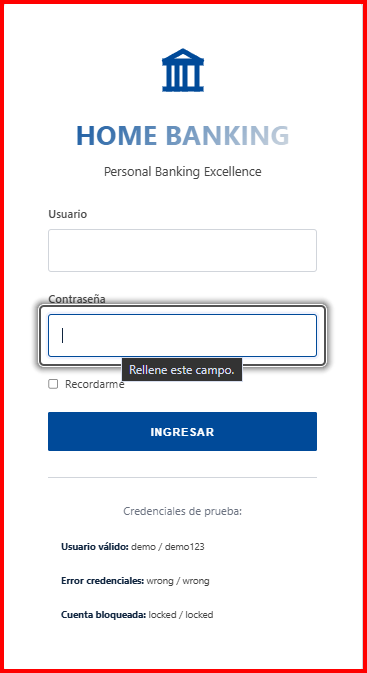 HOME BANKING
Personal Banking Excellence
Usuario
Contraseña
Rellene este campo.
Recordarme
INGRESAR
Credenciales de prueba:
Usuario válido: demo / demo123
Error credenciales: wrong / wrong
Cuenta bloqueada: locked / locked